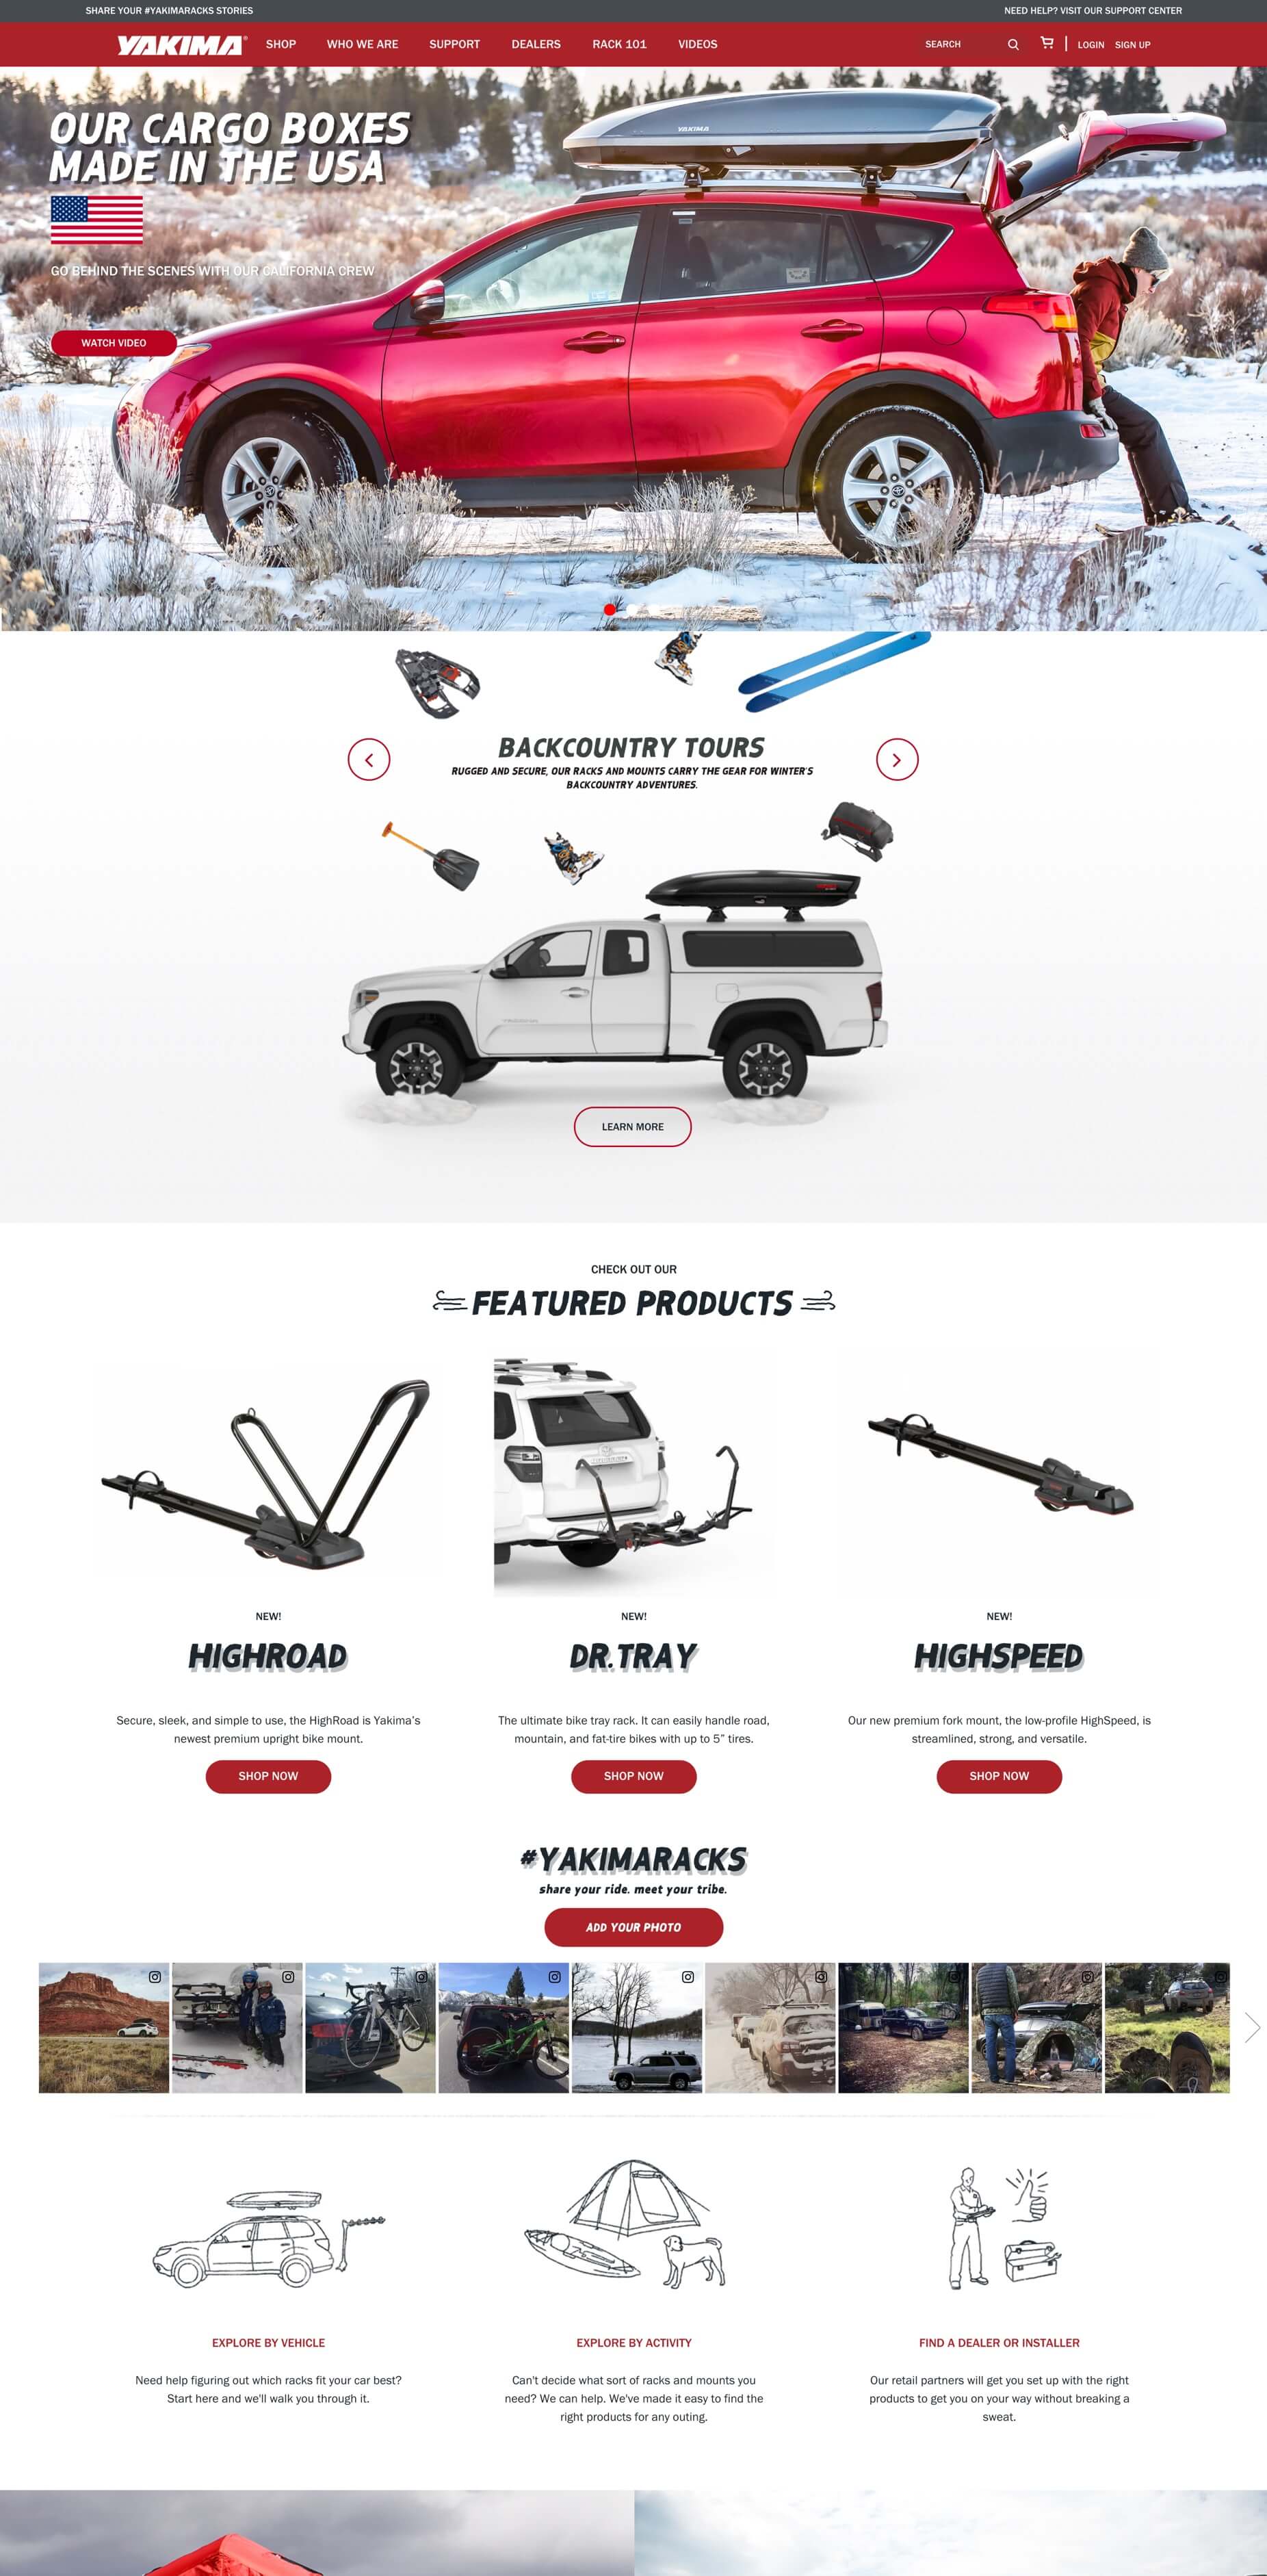 SHARE YOUR #YAKIMARACKS STORIES
NEED HELP? VISIT OUR SUPPORT CENTER
YAKIMA®
SHOP
WHO WE ARE
SUPPORT
DEALERS
RACK 101
VIDEOS
SEARCH
LOGIN
SIGN UP
OUR CARGO BOXES
MADE IN THE USA
YAKIMA
GO BEHIND THE SCENES WITH OUR CALIFORNIA CREW
WATCH VIDEO
BACKCOUNTRY TOURS
RUGGED AND SECURE, OUR RACKS AND MOUNTS CARRY THE GEAR FOR WINTER'S
BACKCOUNTRY ADVENTURES.
LEARN MORE
CHECK OUT OUR
FEATURED PRODUCTS
NEW!
HIGHROAD
Secure, sleek, and simple to use, the HighRoad is Yakima's
newest premium upright bike mount.
SHOP NOW
NEW!
DR.TRAY
The ultimate bike tray rack. It can easily handle road,
mountain, and fat-tire bikes with up to 5” tires.
SHOP NOW
NEW!
HIGHSPEED
Our new premium fork mount, the low-profile HighSpeed, is
streamlined, strong, and versatile.
SHOP NOW
#YAKIMARACKS
share your ride. meet your tribe.
ADD YOUR PHOTO
EXPLORE BY VEHICLE
Need help figuring out which racks fit your car best?
Start here and we'll walk you through it.
EXPLORE BY ACTIVITY
Can't decide what sort of racks and mounts you
need? We can help. We've made it easy to find the
right products for any outing.
FIND A DEALER OR INSTALLER
Our retail partners will get you set up with the right
products to get you on your way without breaking a
sweat.